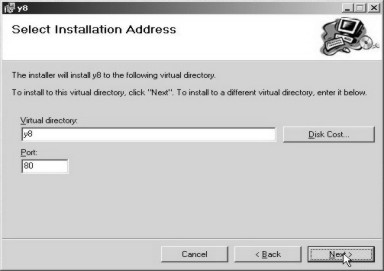 y8
Select Installation Address
The installer will install y8 to the following virtual directory.
To install to this virtual directory, click "Next". To install to a different virtual directory, enter it below.
Virtual directory:
y8
Disk Cost...
Port:
80
Cancel
< Back
Next >